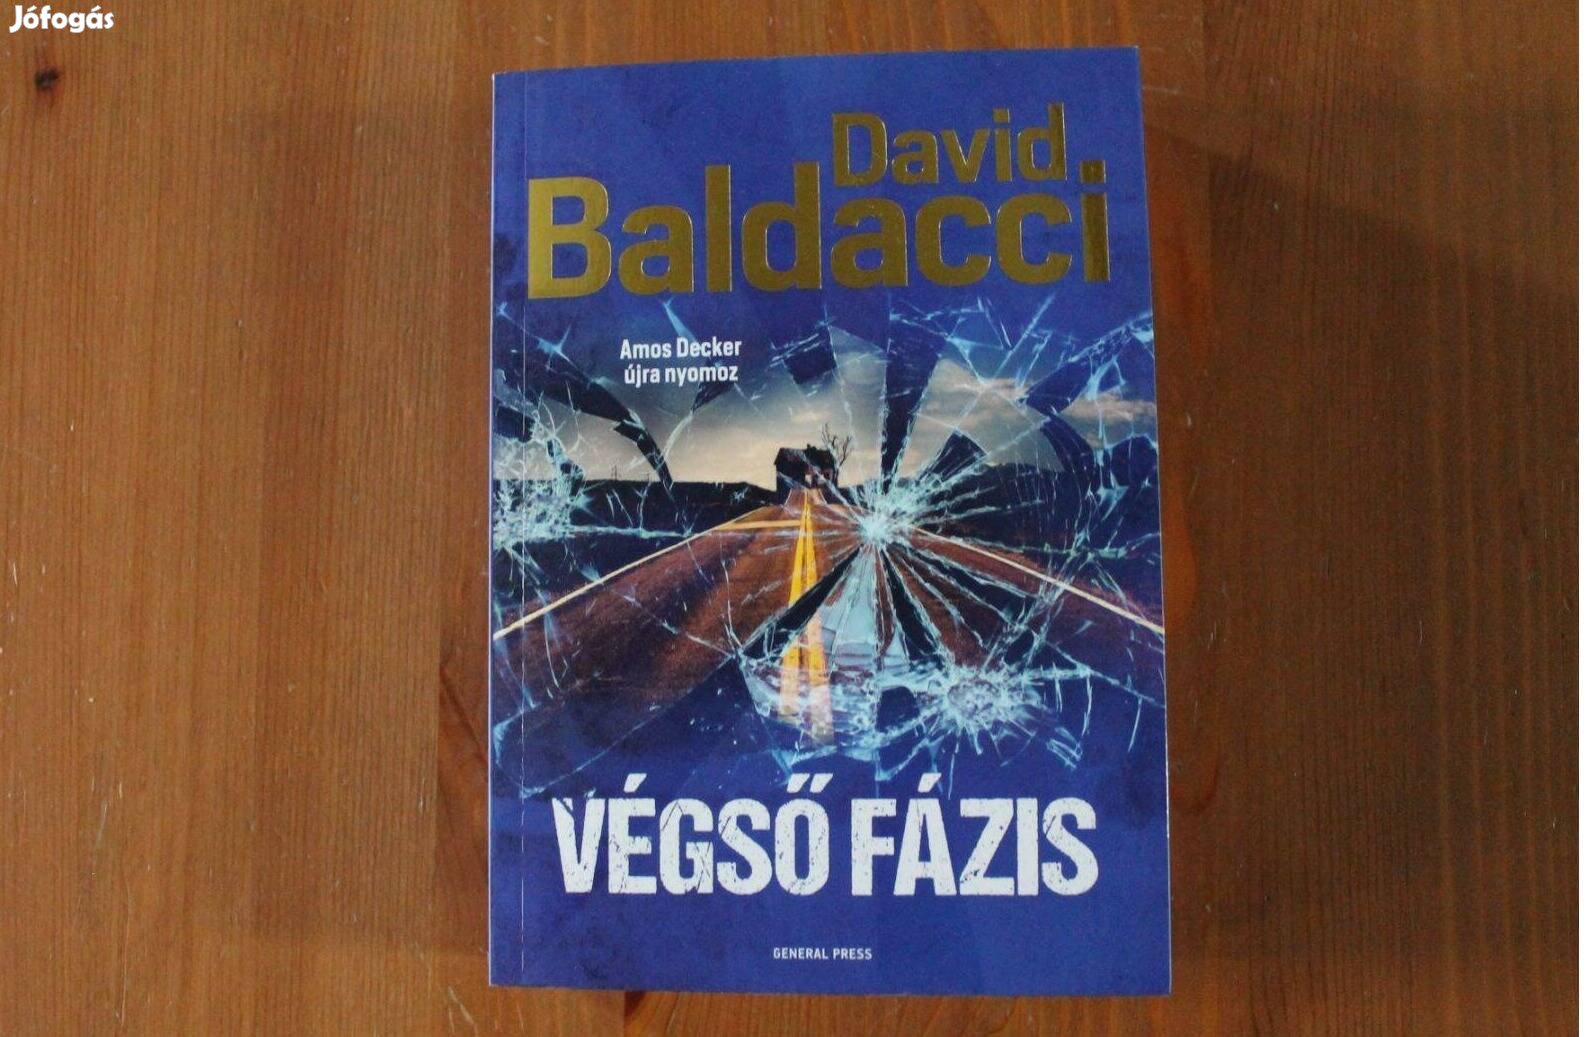 Jófogás
David
Baldacci
Amos Decker
újra nyomoz
VÉGSŐ FÁZIS
GENERAL PRESS